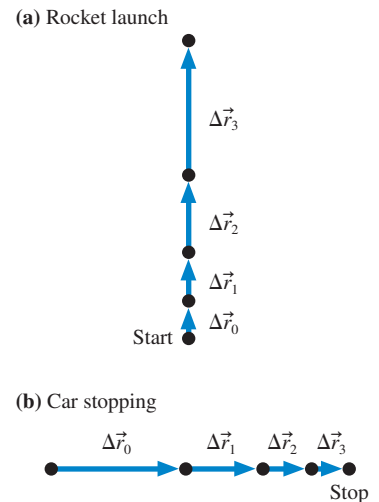 (a) Rocket launch
Δr⃗₃
Δr⃗₂
Δr⃗₁
Start Δr⃗₀
(b) Car stopping
Δr⃗₀ Δr⃗₁ Δr⃗₂ Δr⃗₃
Stop